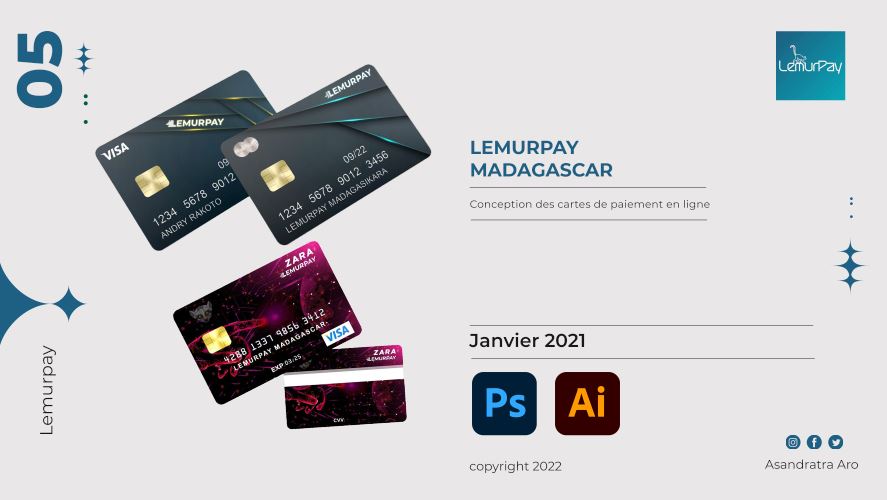 05
LemurPay
LEMURPAY
MADAGASCAR
Conception des cartes de paiement en ligne
VISA
LEMURPAY
09
1234 5678 9012
ANDRY RAKOTO
LEMURPAY
09/22
1234 5678 9012 3456
LEMURPAY MADAGASIKARA
ZARA
LEMURPAY
4288 1337 9856 3412
LEMURPAY MADAGASCAR
EXP 03/25
VISA
ZARA
LEMURPAY
CVV
Janvier 2021
Ps
Ai
Lemurpay
copyright 2022
Asandratra Aro